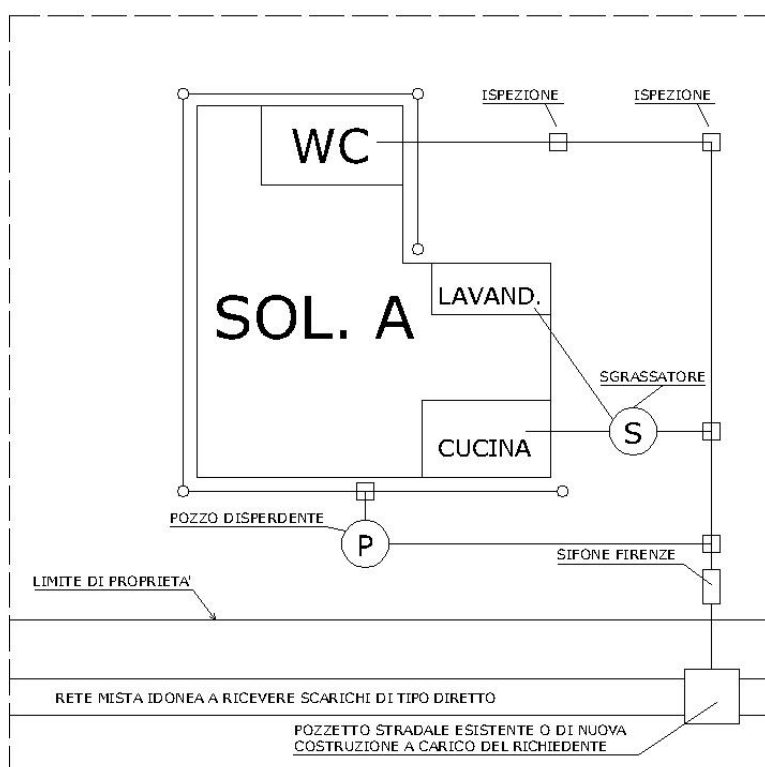 ISPEZIONE
ISPEZIONE
WC
LAVAND.
SOL. A
SGRASSATORE
S
CUCINA
POZZO DISPERDENTE
P
SIFONE FIRENZE
LIMITE DI PROPRIETA'
RETE MISTA IDONEA A RICEVERE SCARICHI DI TIPO DIRETTO
POZZETTO STRADALE ESISTENTE O DI NUOVA
COSTRUZIONE A CARICO DEL RICHIEDENTE